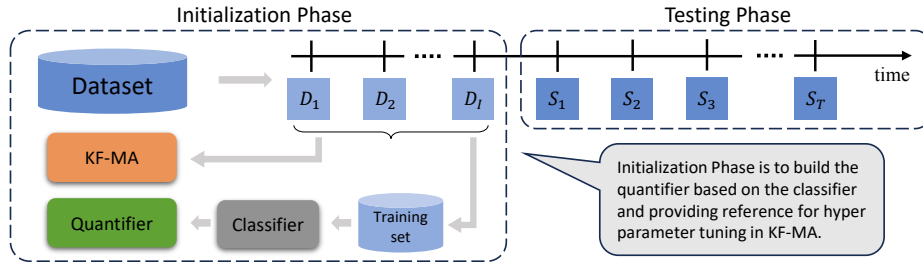 Initialization Phase
Testing Phase
Dataset
D₁
D₂
D_I
S₁
S₂
S₃
S_T
time
KF-MA
Quantifier
Classifier
Training
set
Initialization Phase is to build the
quantifier based on the classifier
and providing reference for hyper
parameter tuning in KF-MA.